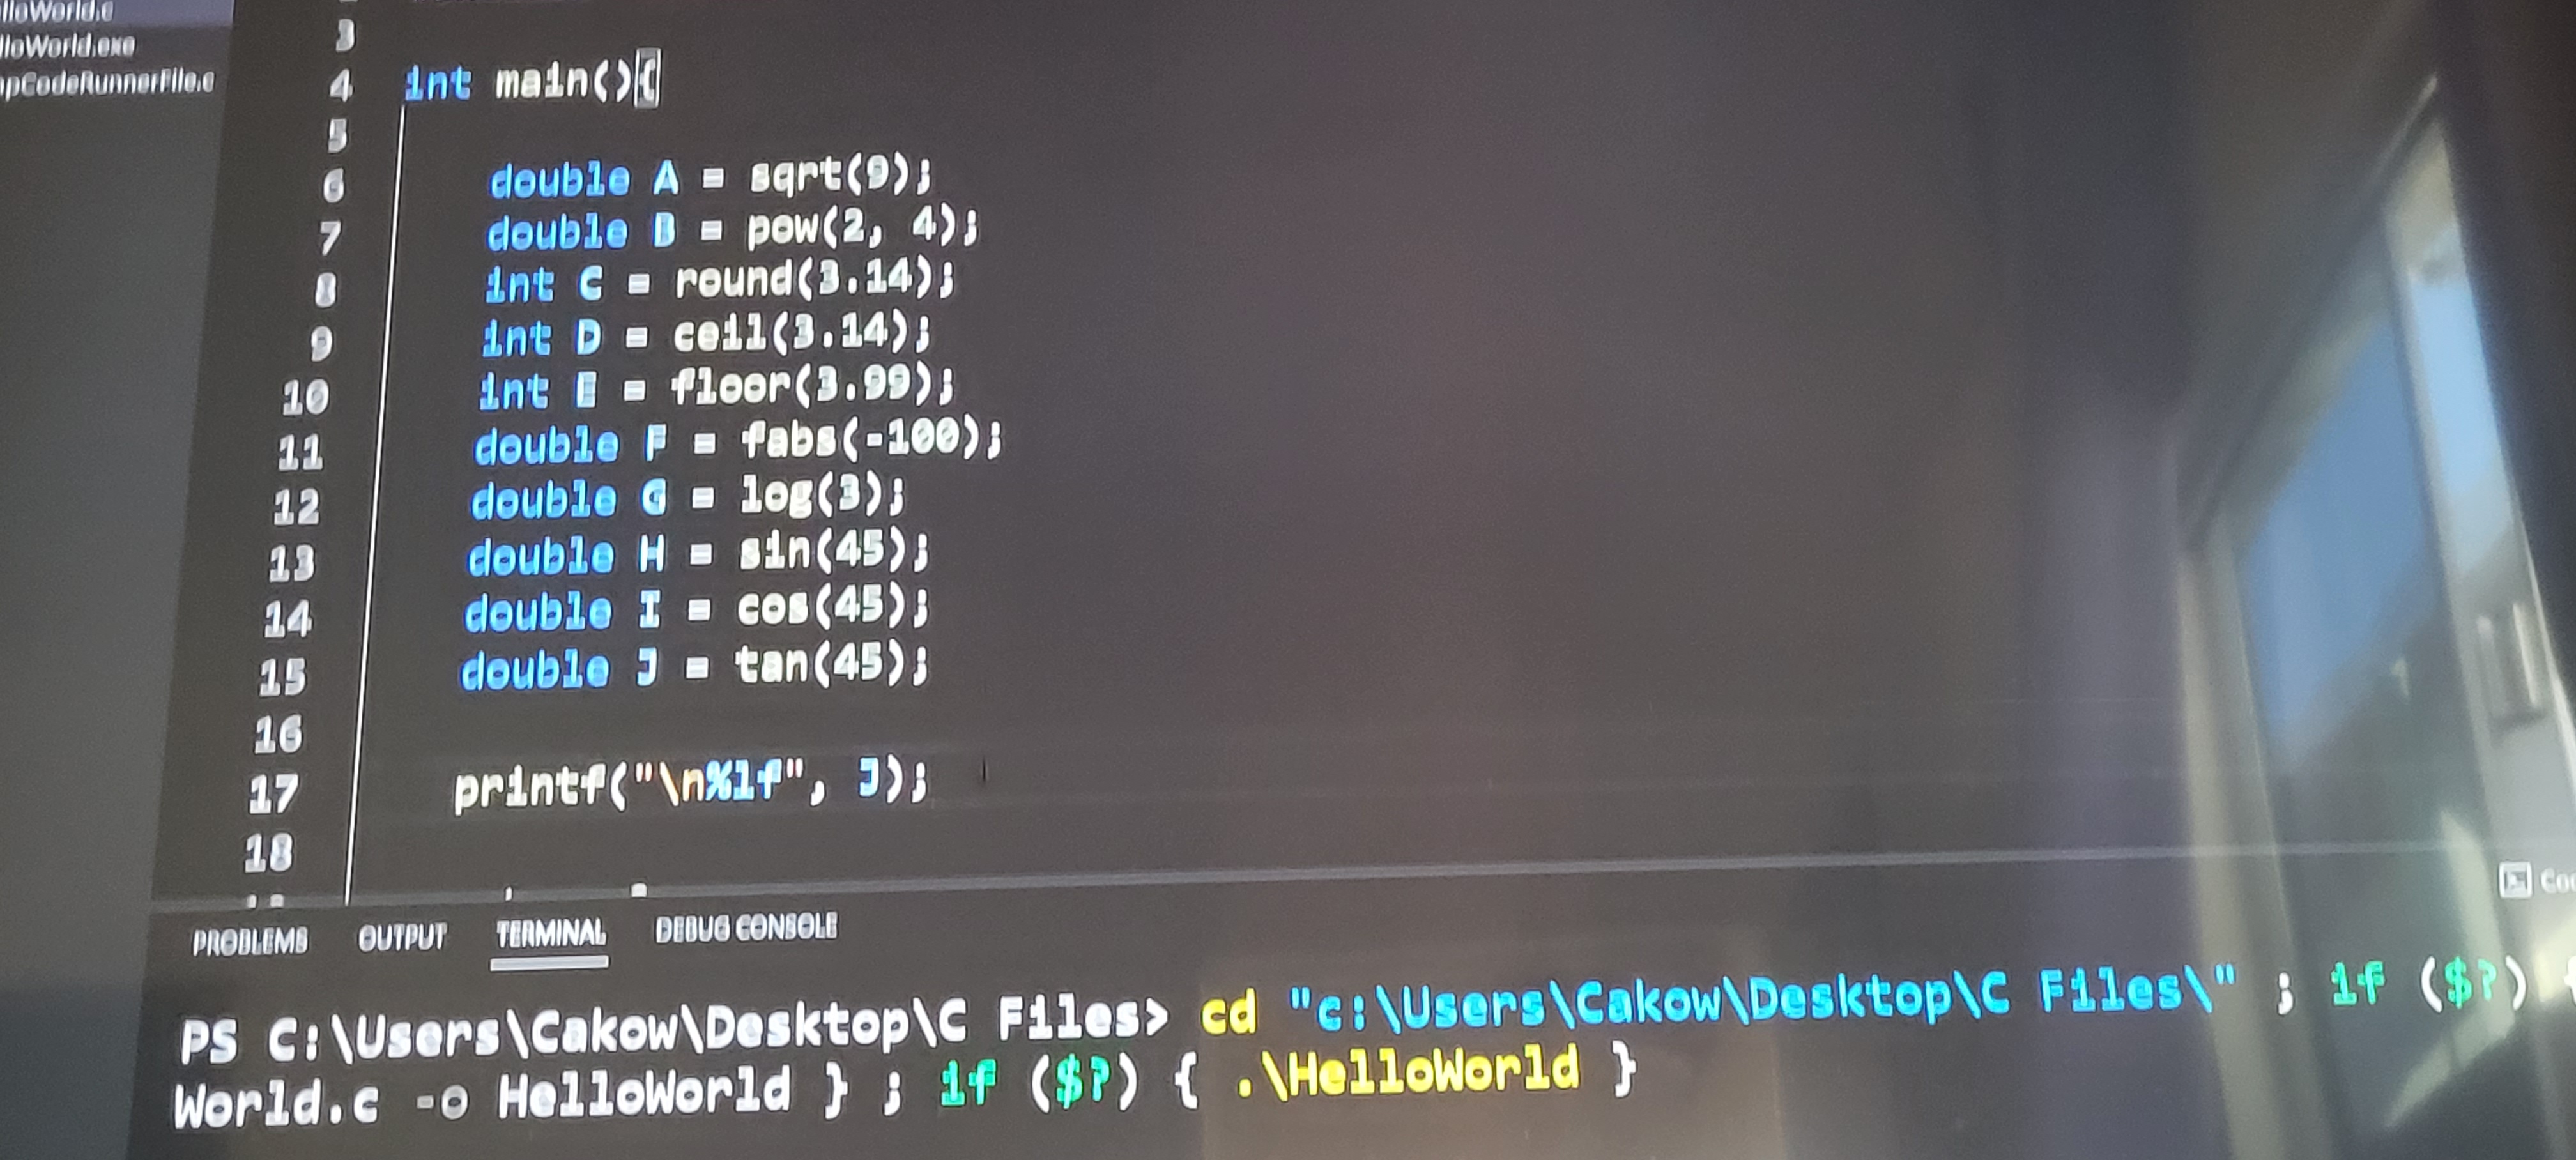 lloWorld.c
lloWorld.exe
pCodeRunnerFile.c
3
4 int main(){
5
6 double A = sqrt(9);
7 double B = pow(2, 4);
8 int C = round(3.14);
9 int D = ceil(3.14);
10 int E = floor(3.99);
11 double F = fabs(-100);
12 double G = log(3);
13 double H = sin(45);
14 double I = cos(45);
15 double J = tan(45);
16
17 printf("\n%lf", J);
18
PROBLEMS OUTPUT TERMINAL DEBUG CONSOLE
PS C:\Users\Cakow\Desktop\C Files> cd "c:\Users\Cakow\Desktop\C Files\" ; if ($?)
World.c -o HelloWorld } ; if ($?) { .\HelloWorld }